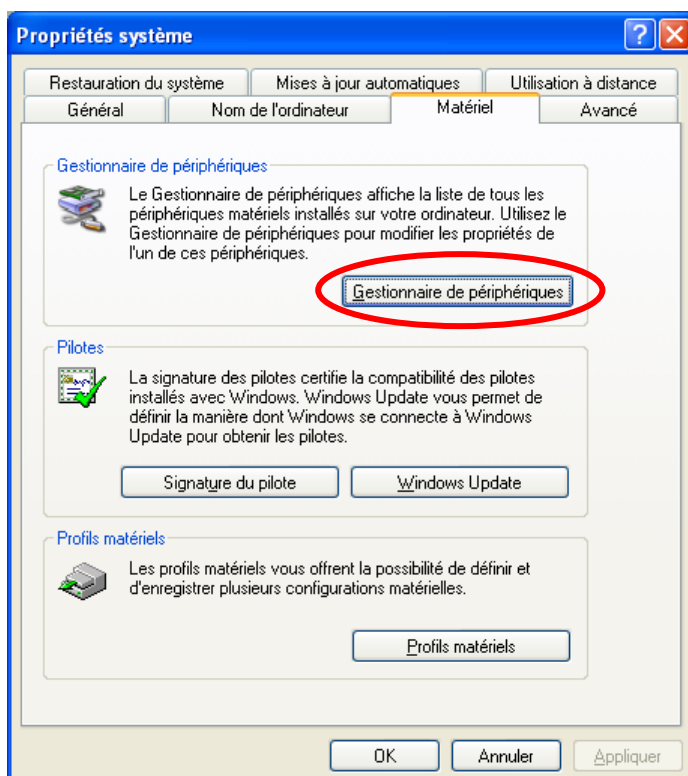 Propriétés système
Restauration du système Mises à jour automatiques Utilisation à distance
Général Nom de l'ordinateur Matériel Avancé
Gestionnaire de périphériques
Le Gestionnaire de périphériques affiche la liste de tous les
périphériques matériels installés sur votre ordinateur. Utilisez le
Gestionnaire de périphériques pour modifier les propriétés de
l'un de ces périphériques.
Gestionnaire de périphériques
Pilotes
La signature des pilotes certifie la compatibilité des pilotes
installés avec Windows. Windows Update vous permet de
définir la manière dont Windows se connecte à Windows
Update pour obtenir les pilotes.
Signature du pilote Windows Update
Profils matériels
Les profils matériels vous offrent la possibilité de définir et
d'enregistrer plusieurs configurations matérielles.
Profils matériels
OK Annuler Appliquer